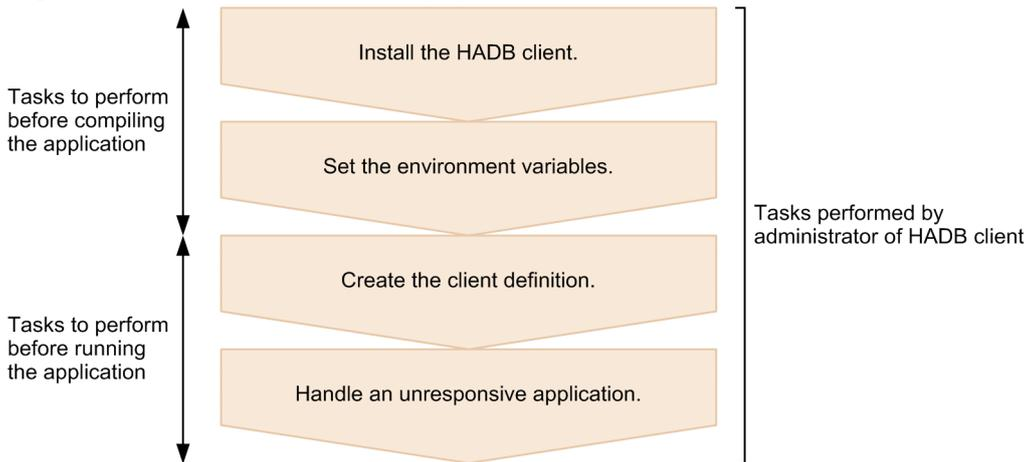 Install the HADB client.
Tasks to perform
before compiling
the application
Set the environment variables.
Tasks performed by
administrator of HADB client
Create the client definition.
Tasks to perform
before running
the application
Handle an unresponsive application.